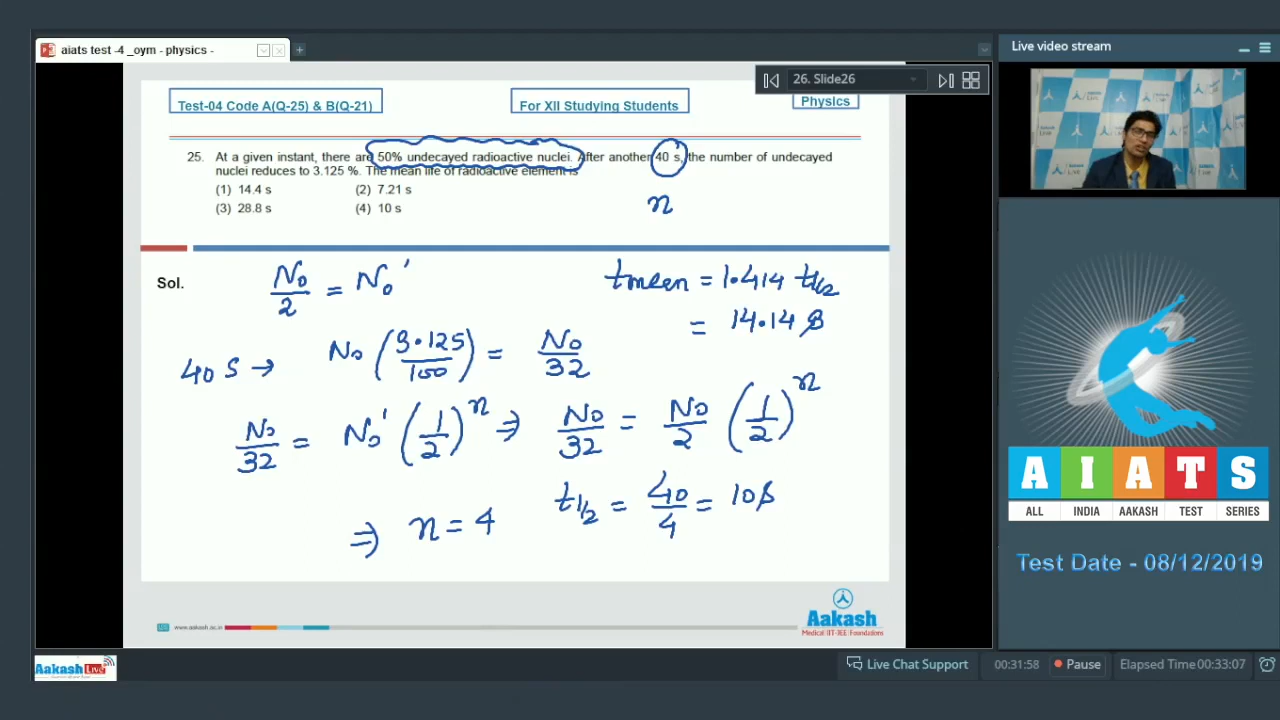 aiats test -4 _oym - physics -
Live video stream
26. Slide26
Test-04 Code A(Q-25) & B(Q-21)
For XII Studying Students
Physics
25. At a given instant, there are 50% undecayed radioactive nuclei. After another 40 s, the number of undecayed
nuclei reduces to 3.125 %. The mean life of radioactive element is
(1) 14.4 s (2) 7.21 s
(3) 28.8 s (4) 10 s
n
Sol.
N₀/2 = N₀'
tmean = 1.414 t1/2
= 14.14 s
40 S → N₀ (3.125/100) = N₀/32
N₀/32 = N₀' (1/2)^n ⇒ N₀/32 = N₀/2 (1/2)^n
⇒ n = 4
t1/2 = 40/4 = 10s
www.aakash.ac.in
Aakash
Medical|IIT-JEE|Foundations
AIATS
ALL INDIA AAKASH TEST SERIES
Test Date - 08/12/2019
Aakash Live
Live Chat Support
00:31:58
Pause
Elapsed Time 00:33:07